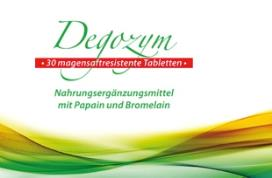 Degozym
• 30 magensaftresistente Tabletten •
Nahrungsergänzungsmittel
mit Papain und Bromelain